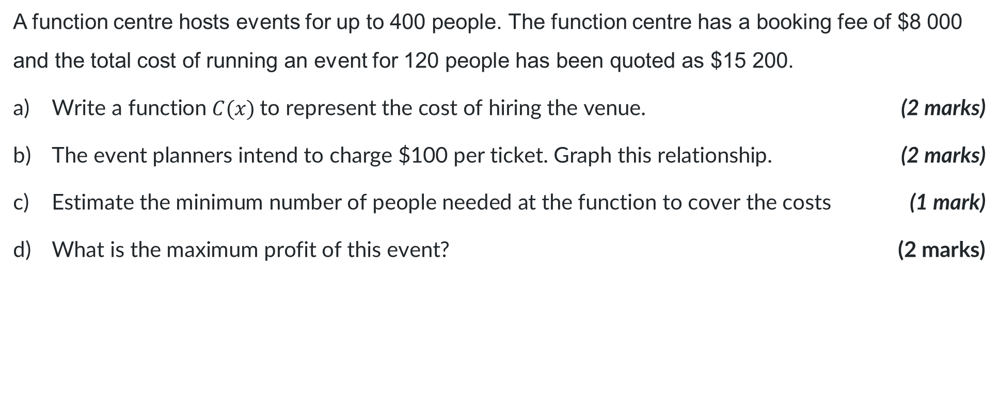 A function centre hosts events for up to 400 people. The function centre has a booking fee of $8 000
and the total cost of running an event for 120 people has been quoted as $15 200.
a) Write a function C(x) to represent the cost of hiring the venue. (2 marks)
b) The event planners intend to charge $100 per ticket. Graph this relationship. (2 marks)
c) Estimate the minimum number of people needed at the function to cover the costs (1 mark)
d) What is the maximum profit of this event? (2 marks)